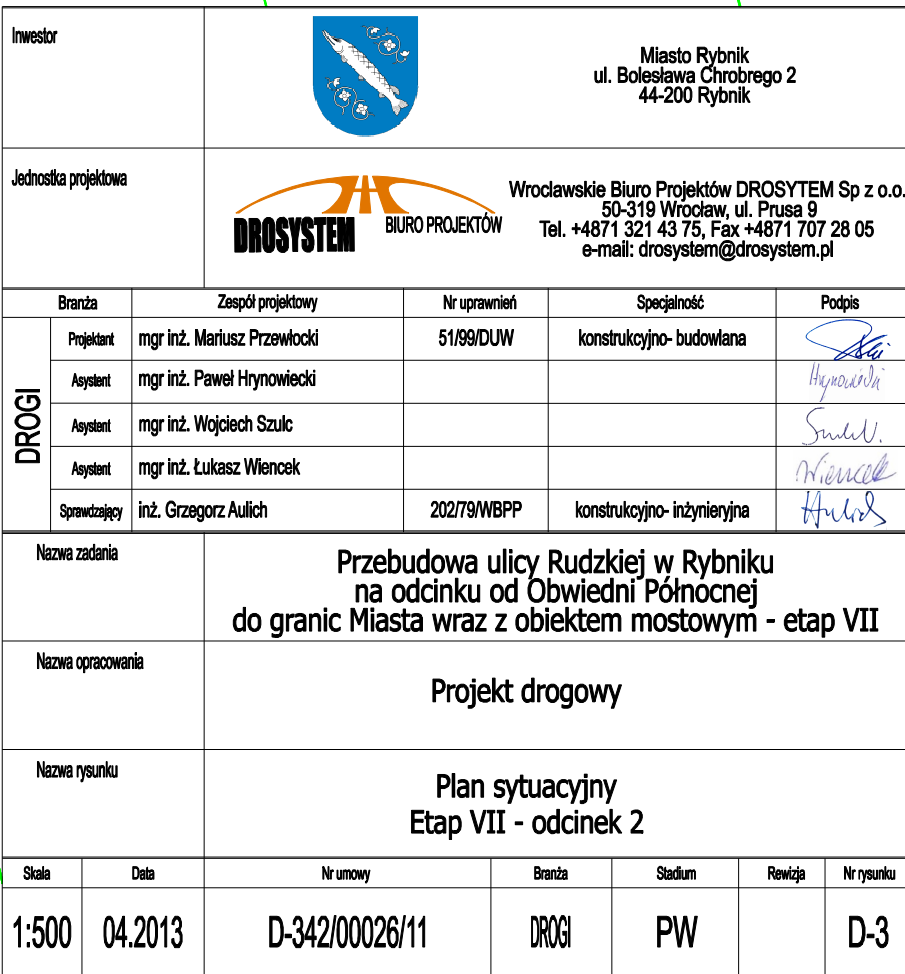 Inwestor
Miasto Rybnik
ul. Bolesława Chrobrego 2
44-200 Rybnik
Jednostka projektowa
DROSYSTEM BIURO PROJEKTÓW
Wroclawskie Biuro Projektów DROSYTEM Sp z o.o.
50-319 Wrocław, ul. Prusa 9
Tel. +4871 321 43 75, Fax +4871 707 28 05
e-mail: drosystem@drosystem.pl
Branża Zespół projektowy Nr uprawnień Specjalność Podpis
DROGI
Projektant mgr inż. Mariusz Przewłocki 51/99/DUW konstrukcyjno- budowlana
Asystent mgr inż. Paweł Hrynowiecki
Asystent mgr inż. Wojciech Szulc
Asystent mgr inż. Łukasz Wiencek Wiencek
Sprawdzający inż. Grzegorz Aulich 202/79/WBPP konstrukcyjno- inżynieryjna Aulich
Nazwa zadania
Przebudowa ulicy Rudzkiej w Rybniku
na odcinku od Obwiedni Północnej
do granic Miasta wraz z obiektem mostowym - etap VII
Nazwa opracowania
Projekt drogowy
Nazwa rysunku
Plan sytuacyjny
Etap VII - odcinek 2
Skala Data Nr umowy Branża Stadium Rewizja Nr rysunku
1:500 04.2013 D-342/00026/11 DROGI PW D-3